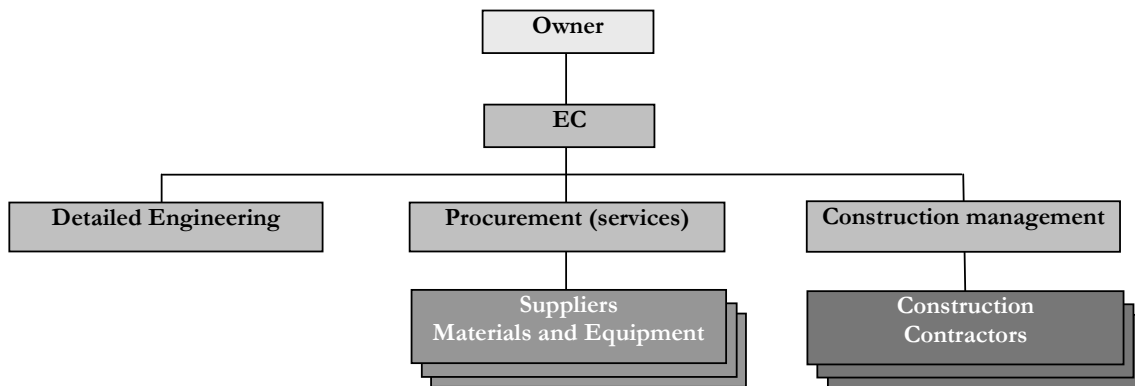 Owner
EC
Detailed Engineering
Procurement (services)
Construction management
Suppliers
Materials and Equipment
Construction
Contractors